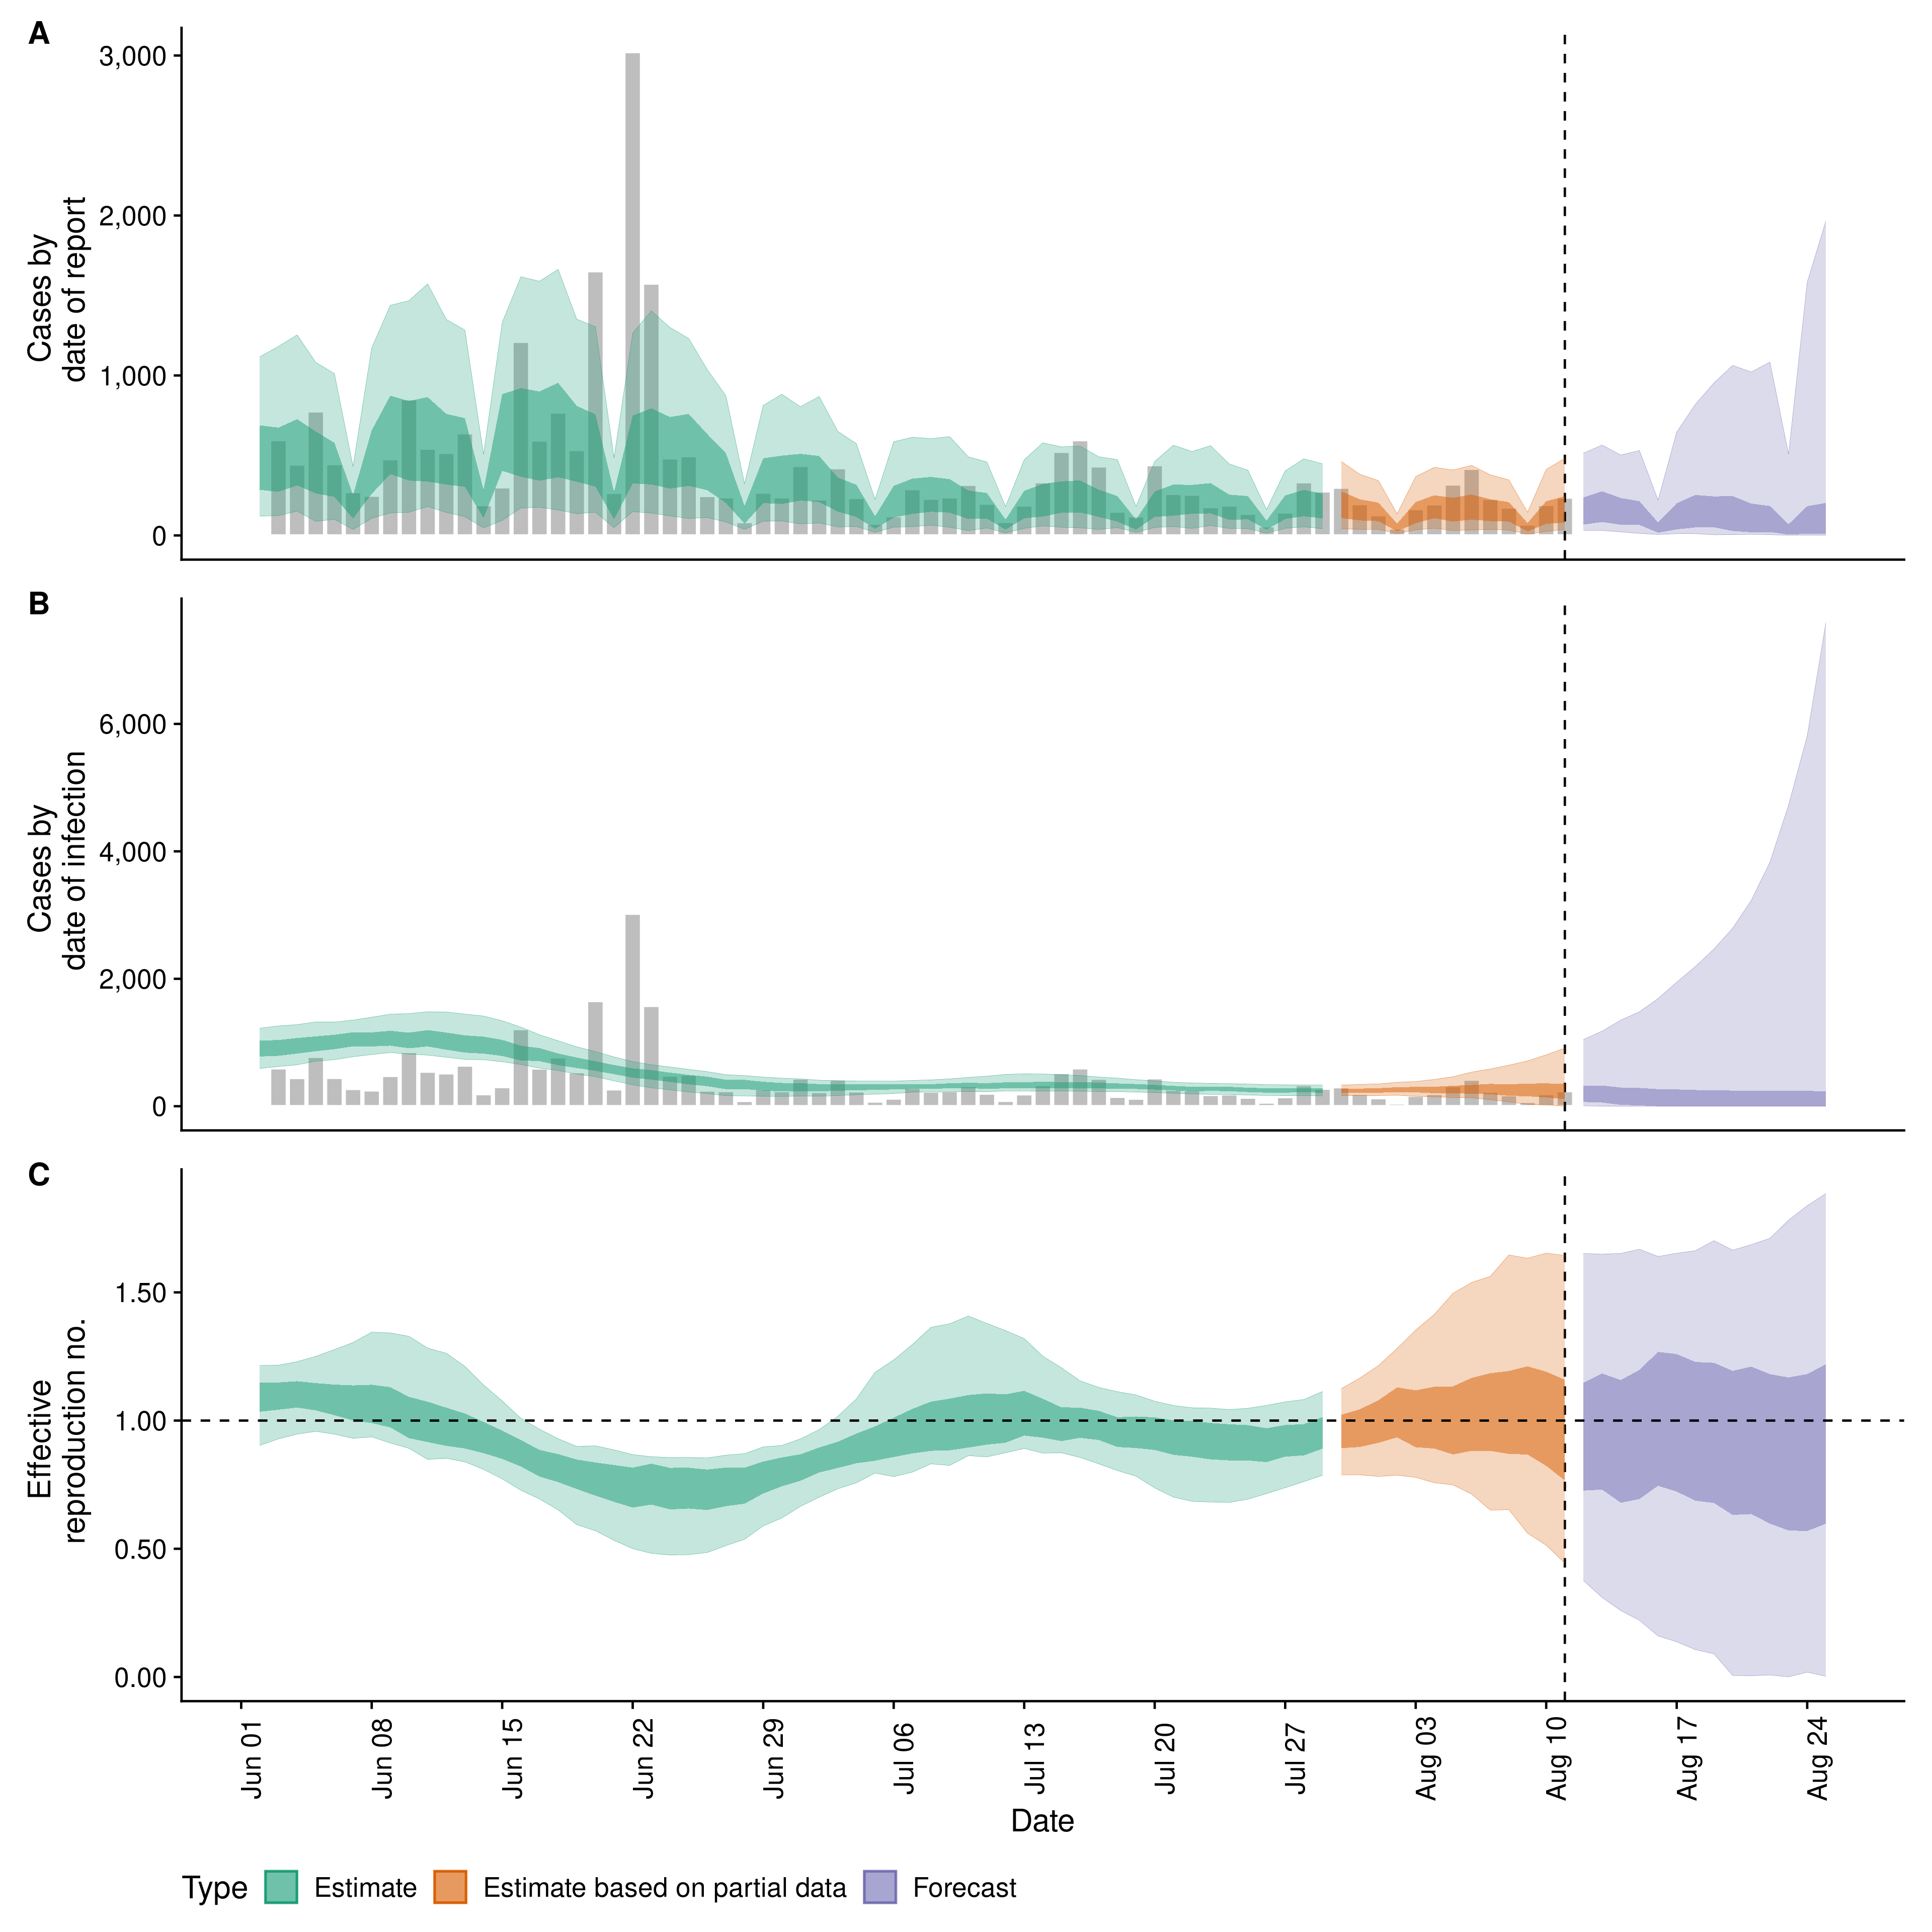 A
Cases by
date of report
3,000
2,000
1,000
0
B
Cases by
date of infection
6,000
4,000
2,000
0
C
Effective
reproduction no.
1.50
1.00
0.50
0.00
Jun 01
Jun 08
Jun 15
Jun 22
Jun 29
Jul 06
Jul 13
Jul 20
Jul 27
Aug 03
Aug 10
Aug 17
Aug 24
Date
Type Estimate Estimate based on partial data Forecast